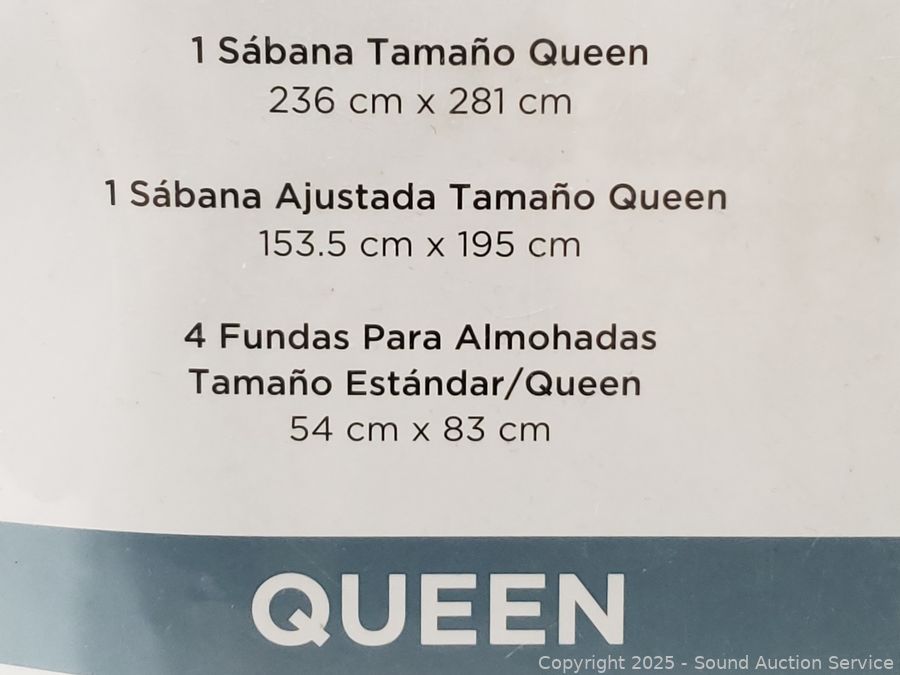 1 Sábana Tamaño Queen
236 cm x 281 cm
1 Sábana Ajustada Tamaño Queen
153.5 cm x 195 cm
4 Fundas Para Almohadas
Tamaño Estándar/Queen
54 cm x 83 cm
QUEEN
Copyright 2025 - Sound Auction Service